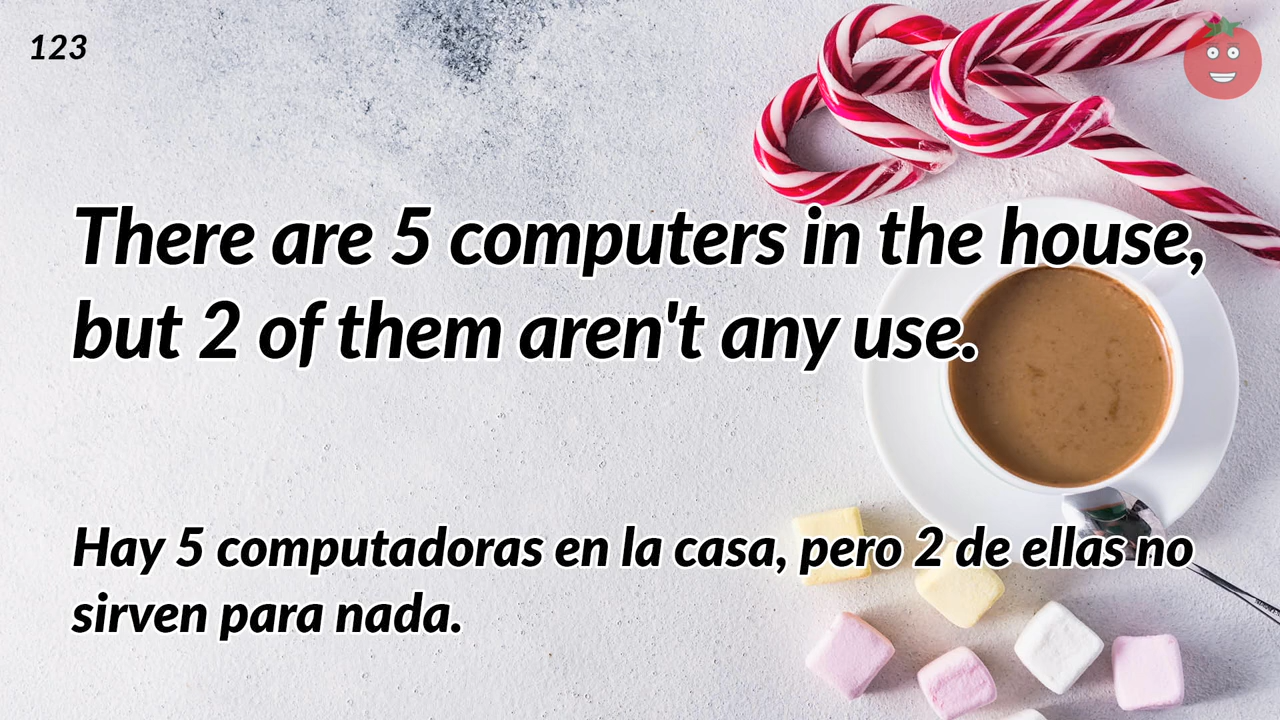 123
There are 5 computers in the house,
but 2 of them aren't any use.
Hay 5 computadoras en la casa, pero 2 de ellas no
sirven para nada.